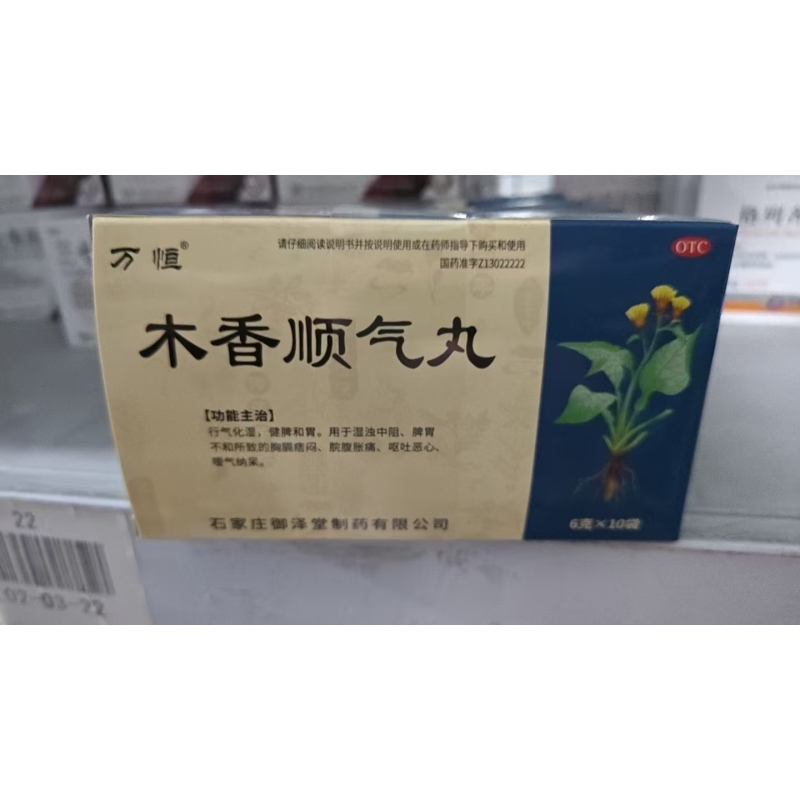 万恒®
请仔细阅读说明书并按说明使用或在药师指导下购买和使用
国药准字Z13022222
OTC
木香顺气丸
【功能主治】
行气化湿，健脾和胃。用于湿浊中阻、脾胃
不和所致的胸膈痞闷、脘腹胀痛、呕吐恶心、
嗳气纳呆。
石家庄御泽堂制药有限公司
6克×10袋
22
02-03-22